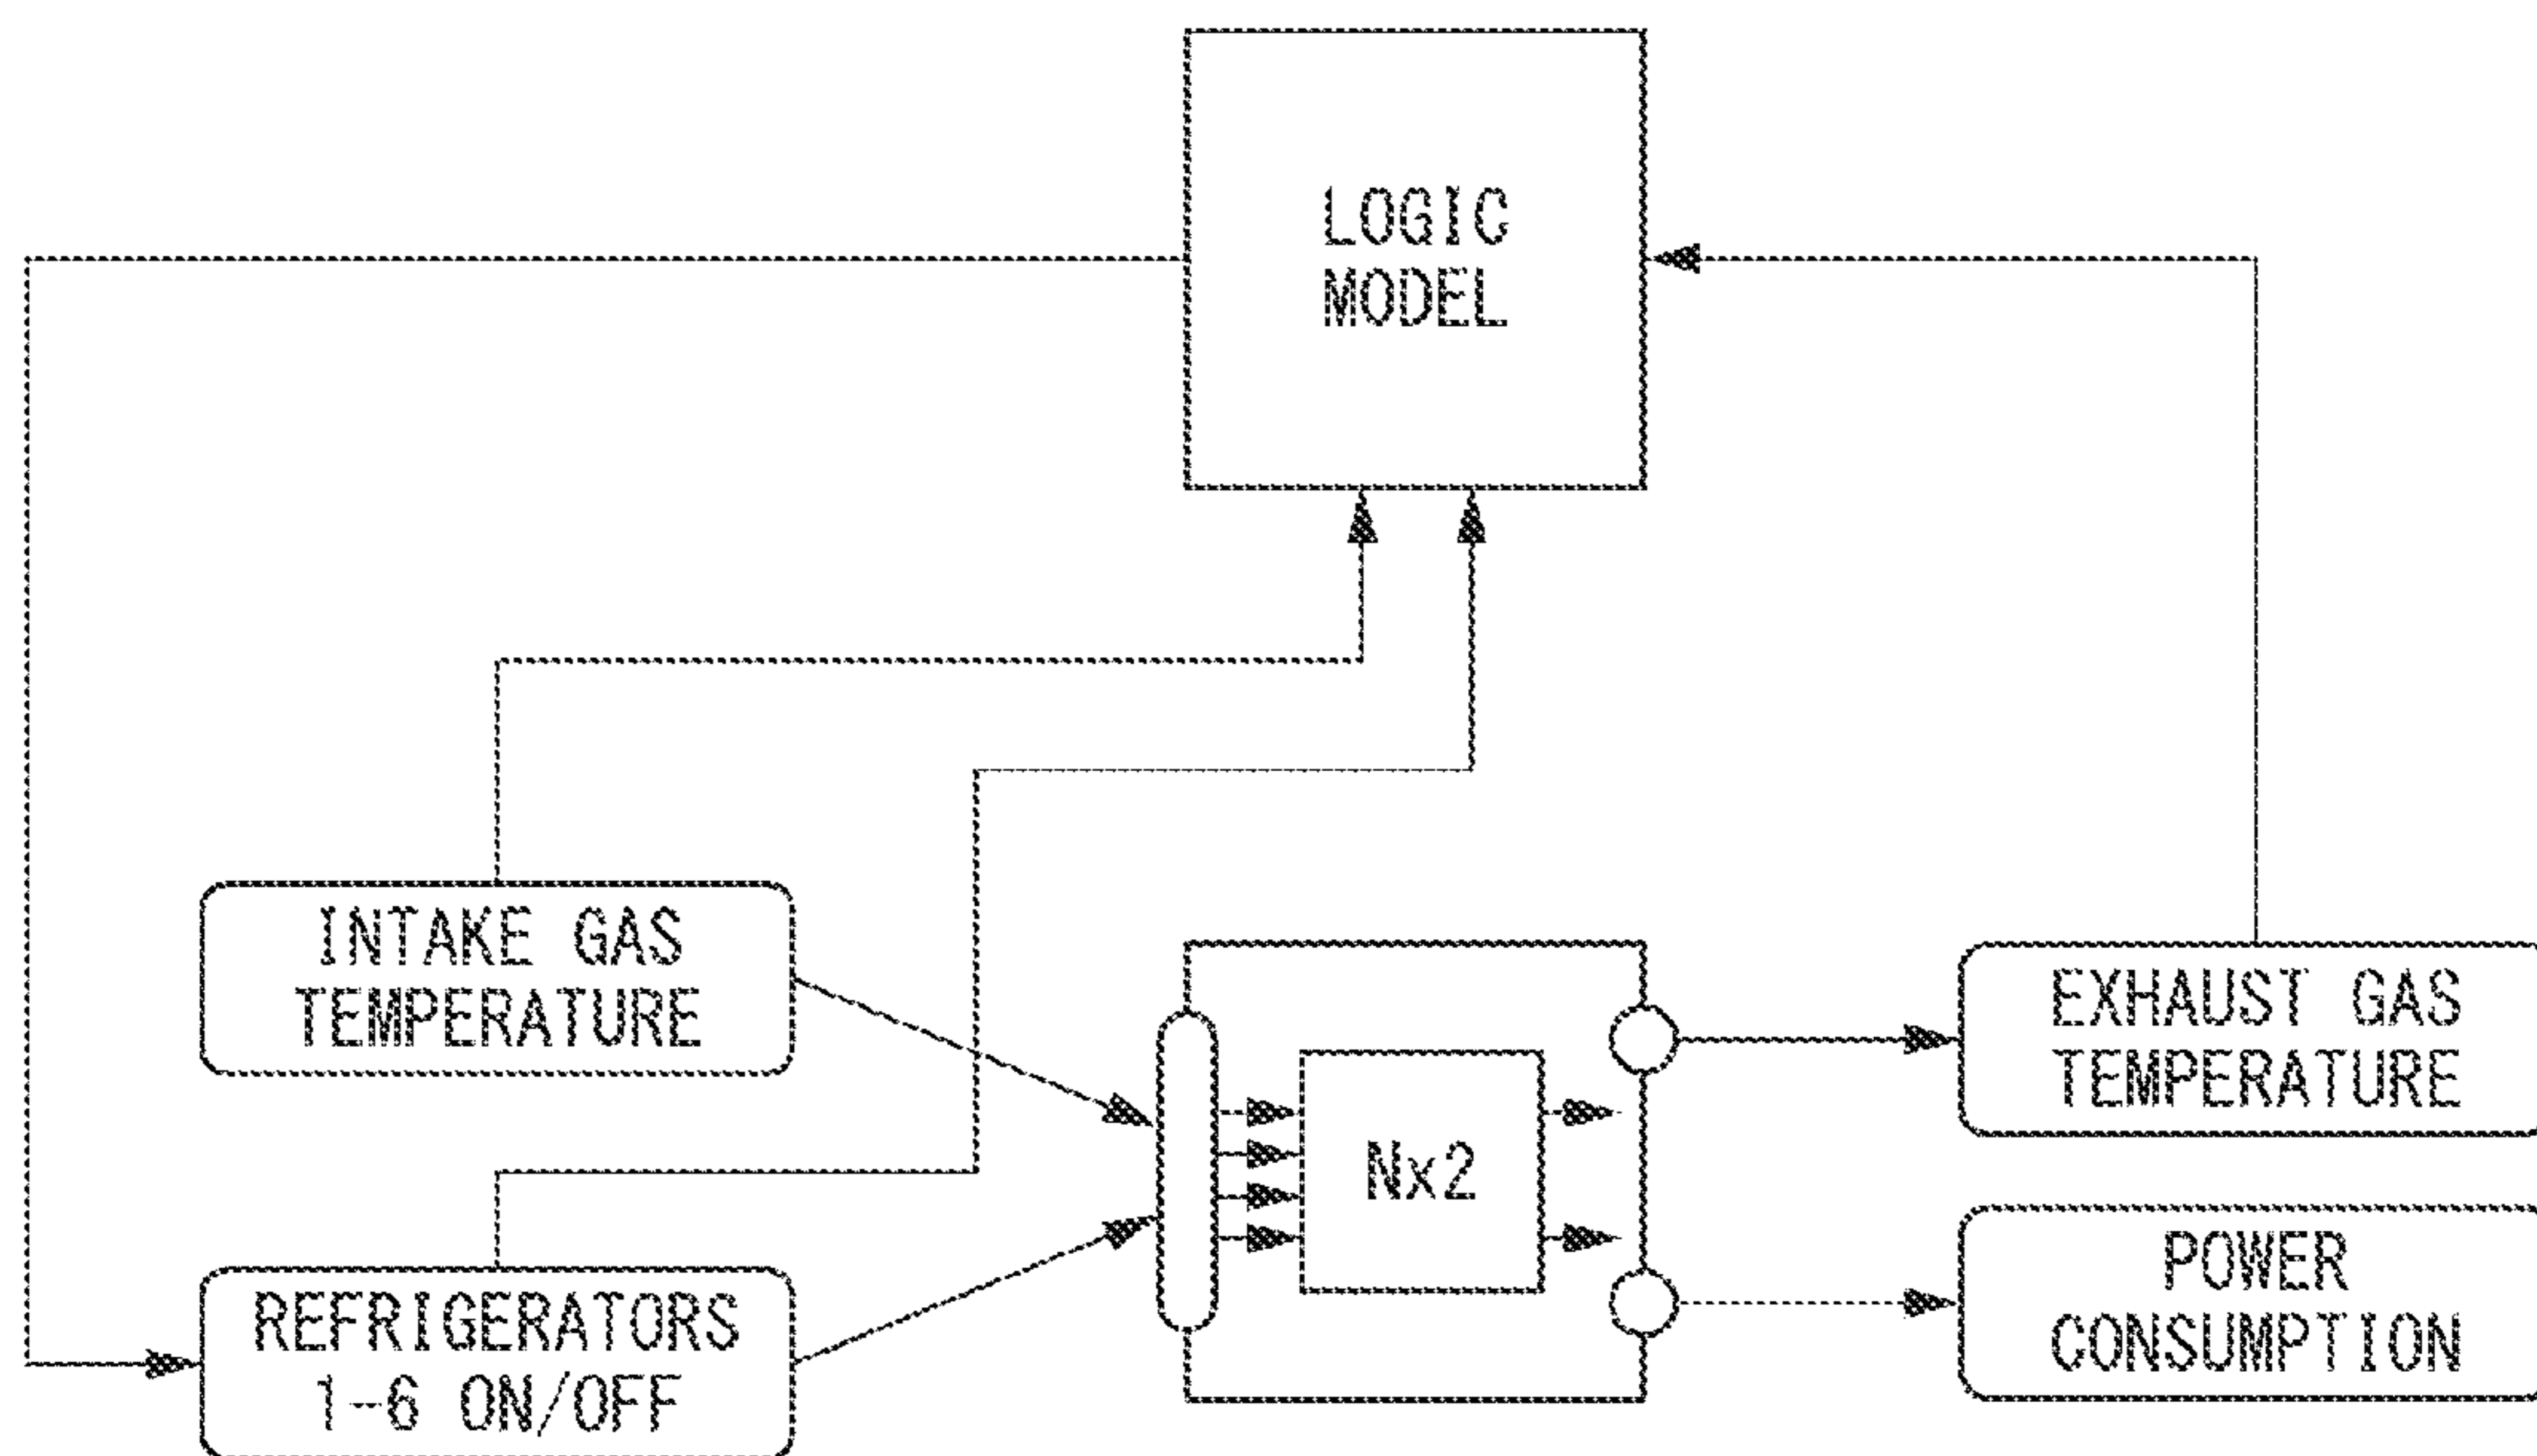 LOGIC
MODEL
INTAKE GAS
TEMPERATURE
EXHAUST GAS
TEMPERATURE
Nx2
POWER
CONSUMPTION
REFRIGERATORS
1-6 ON/OFF